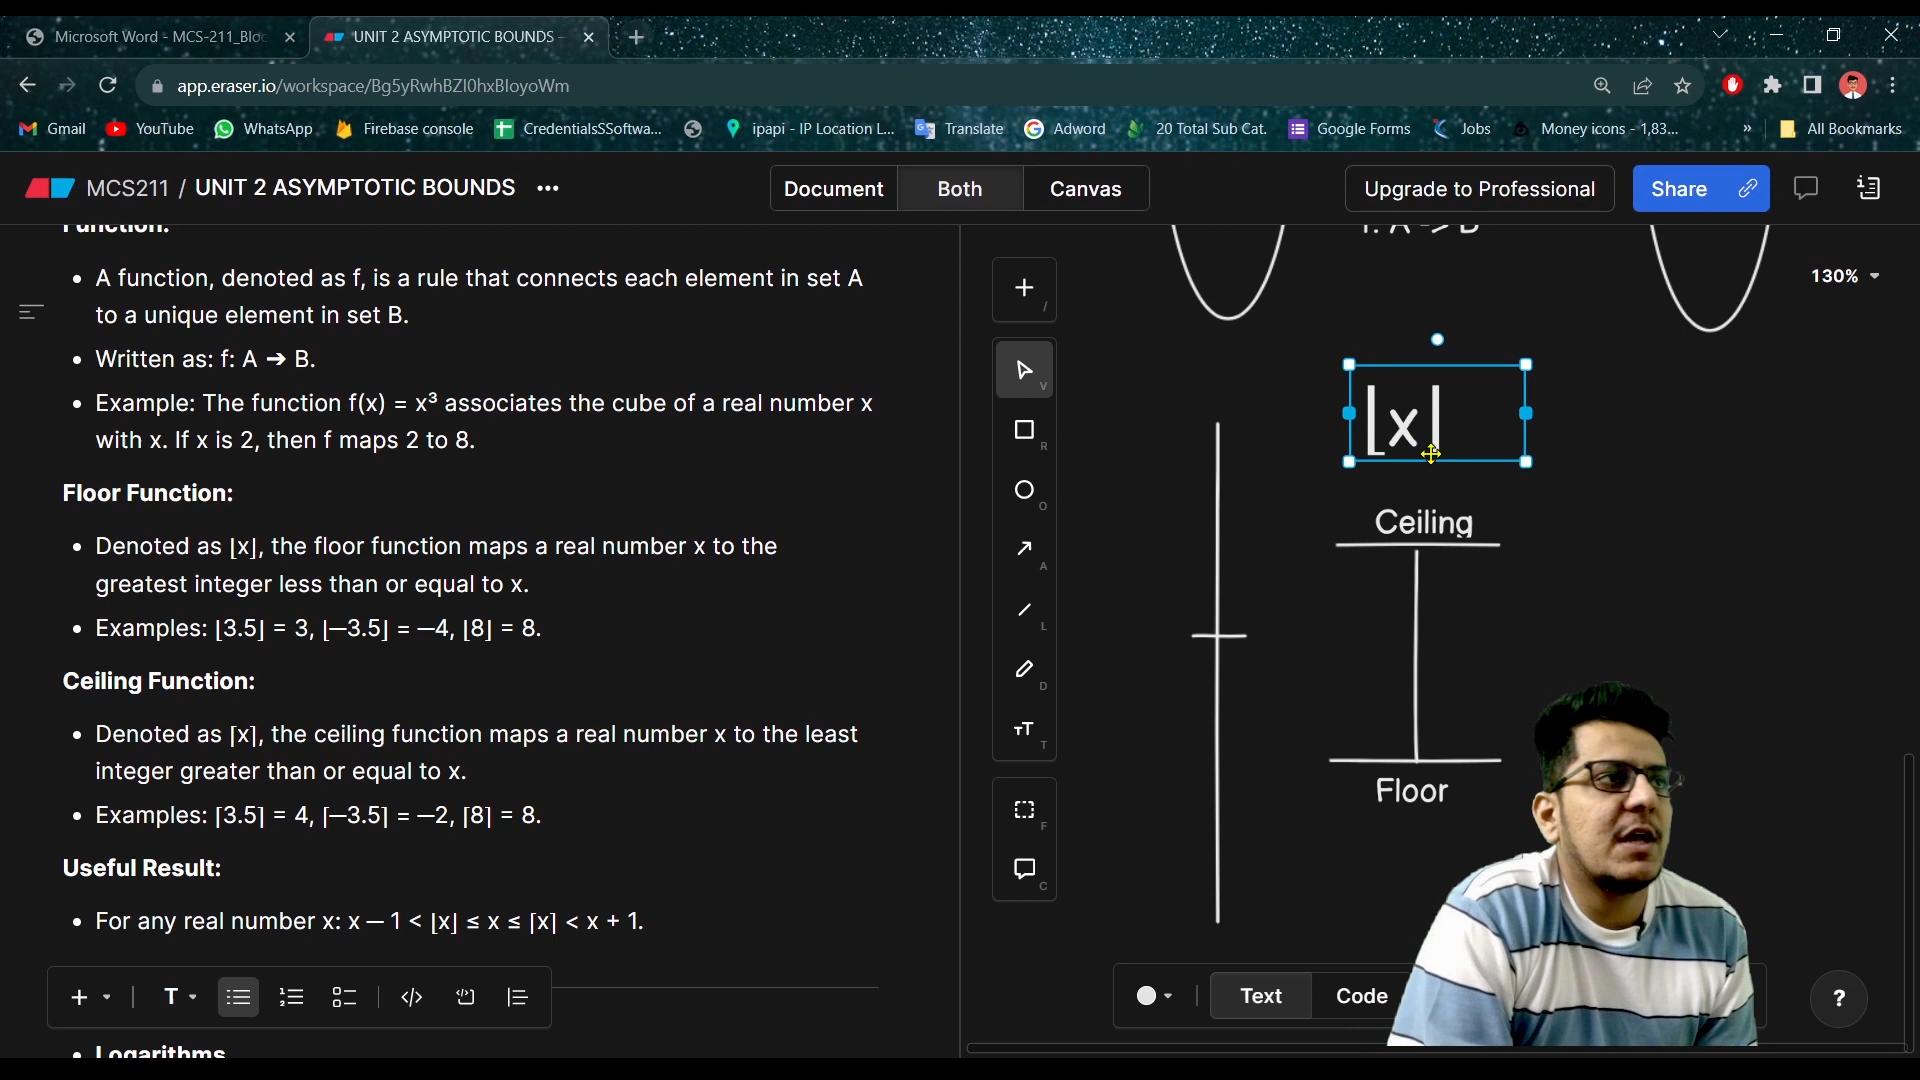 Microsoft Word - MCS-211_Bloc
UNIT 2 ASYMPTOTIC BOUNDS -
app.eraser.io/workspace/Bg5yRwhBZI0hxBIoyoWm
Gmail
YouTube
WhatsApp
Firebase console
CredentialsSSoftwa...
ipapi - IP Location L...
Translate
Adword
20 Total Sub Cat.
Google Forms
Jobs
Money icons - 1,83...
»
All Bookmarks
MCS211 / UNIT 2 ASYMPTOTIC BOUNDS
Document
Both
Canvas
Upgrade to Professional
Share
Function:
• A function, denoted as f, is a rule that connects each element in set A
to a unique element in set B.
• Written as: f: A ➔ B.
• Example: The function f(x) = x³ associates the cube of a real number x
with x. If x is 2, then f maps 2 to 8.
Floor Function:
• Denoted as ⌊x⌋, the floor function maps a real number x to the
greatest integer less than or equal to x.
• Examples: ⌊3.5⌋ = 3, ⌊—3.5⌋ = —4, ⌊8⌋ = 8.
Ceiling Function:
• Denoted as ⌈x⌉, the ceiling function maps a real number x to the least
integer greater than or equal to x.
• Examples: ⌈3.5⌉ = 4, ⌈—3.5⌉ = —2, ⌈8⌉ = 8.
Useful Result:
• For any real number x: x — 1 < ⌊x⌋ ≤ x ≤ ⌈x⌉ < x + 1.
T
• Logarithms
/
V
R
O
A
L
D
TT
T
F
C
f: A -> B
130%
⌊x⌋
Ceiling
Floor
Text
Code
?